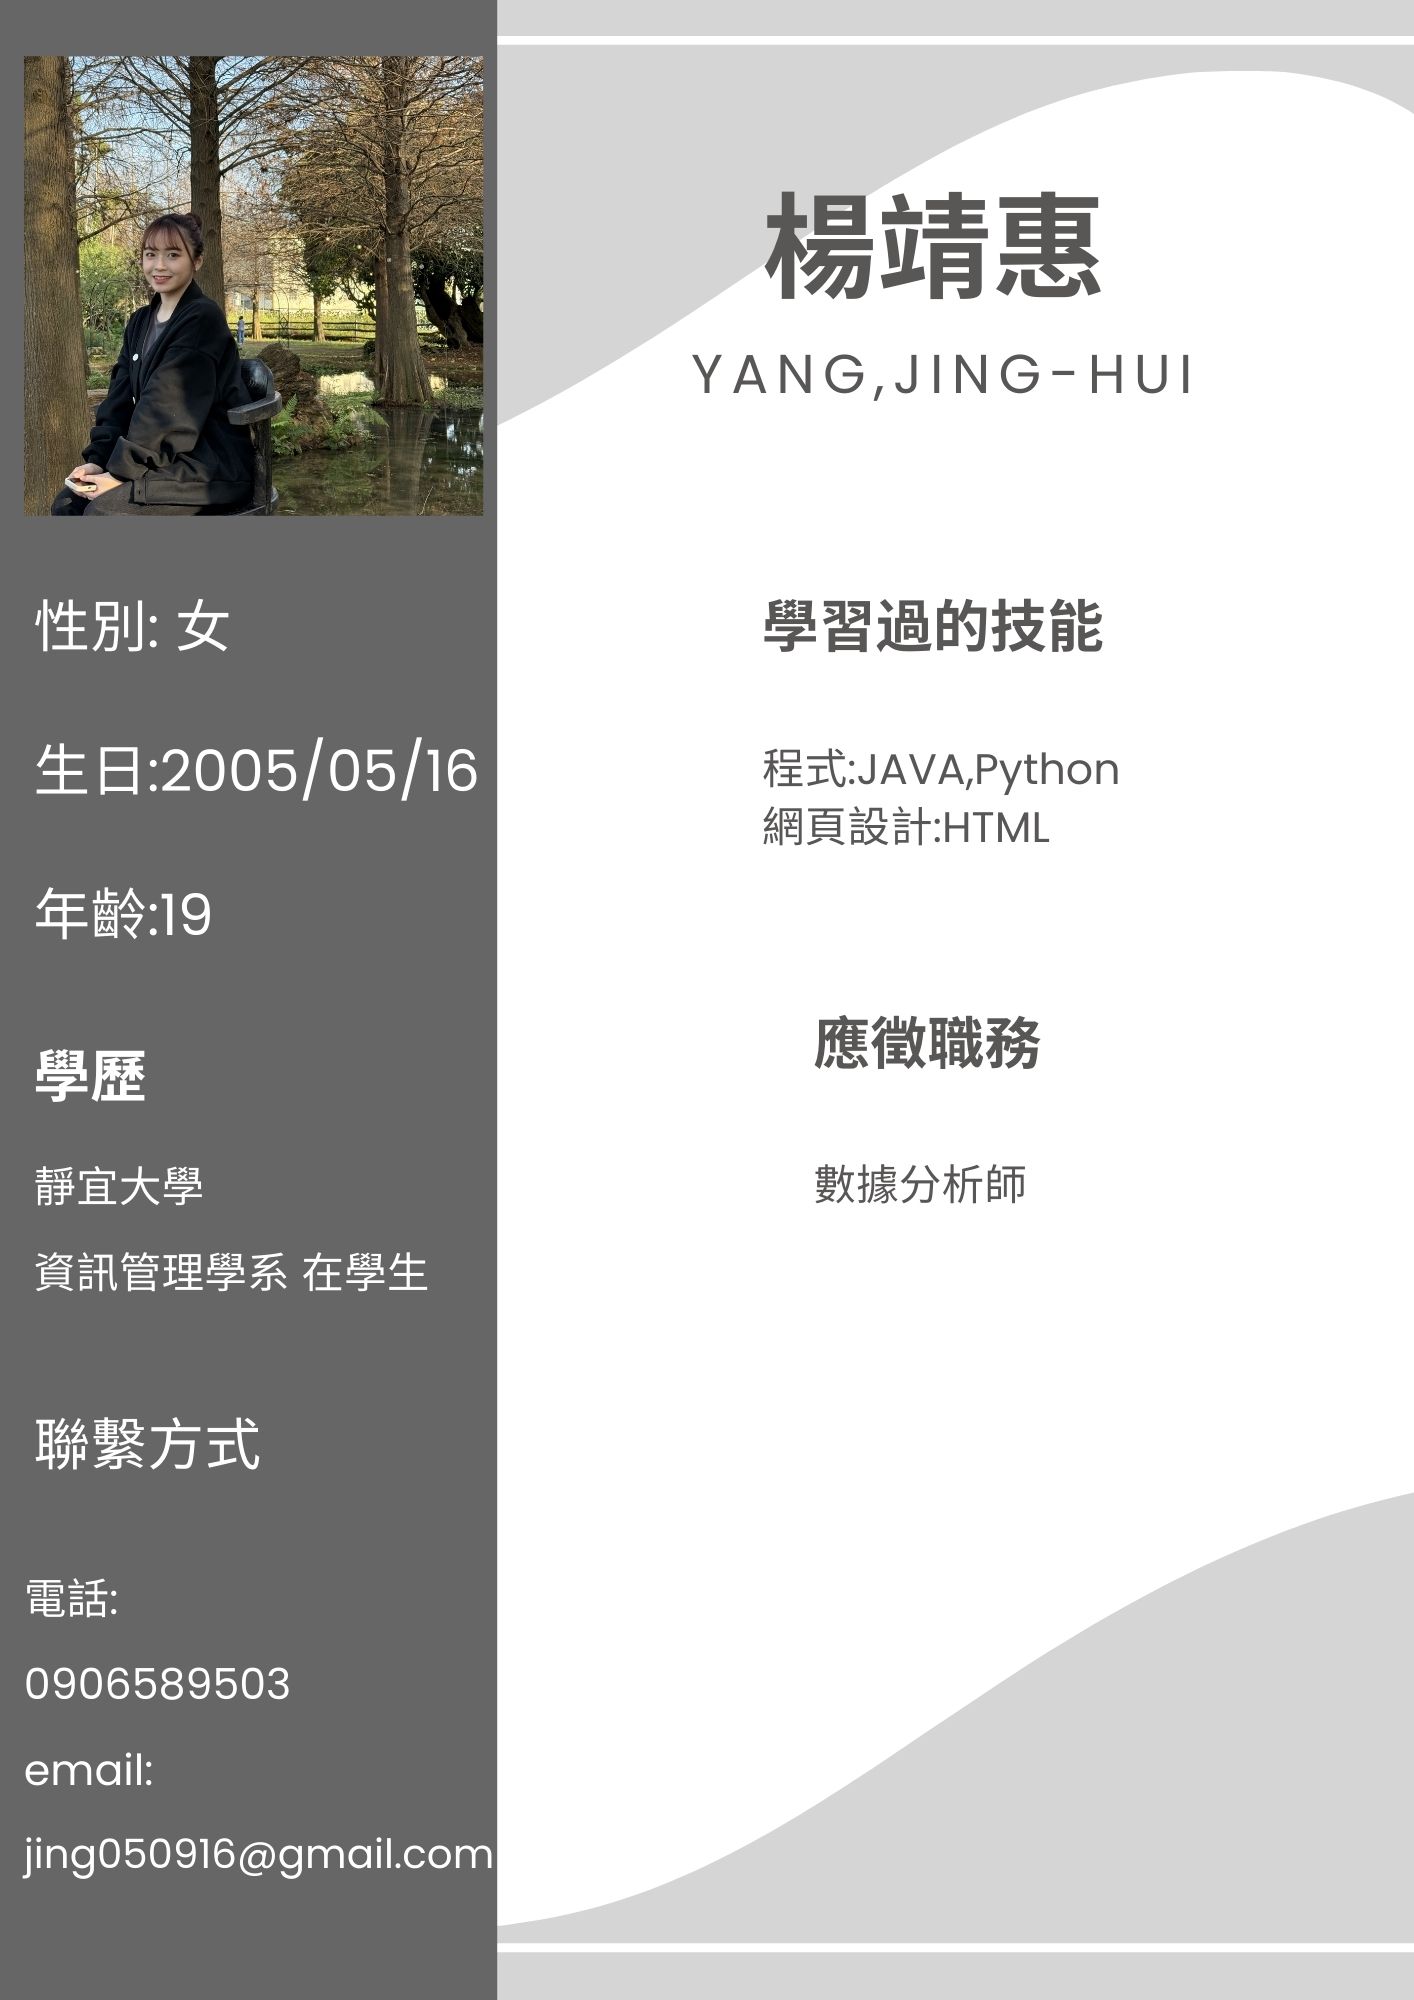 楊靖惠
YANG,JING-HUI
性別: 女
生日:2005/05/16
年齡:19
學歷
靜宜大學
資訊管理學系 在學生
聯繫方式
電話:
0906589503
email:
jing050916@gmail.com
學習過的技能
程式:JAVA,Python
網頁設計:HTML
應徵職務
數據分析師